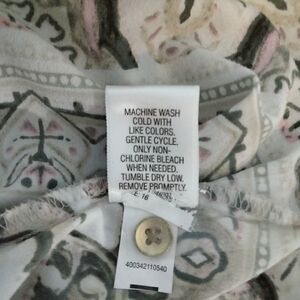 MACHINE WASH
COLD WITH
LIKE COLORS.
GENTLE CYCLE.
ONLY NON-
CHLORINE BLEACH
WHEN NEEDED.
TUMBLE DRY LOW.
REMOVE PROMPTLY.
400342110540